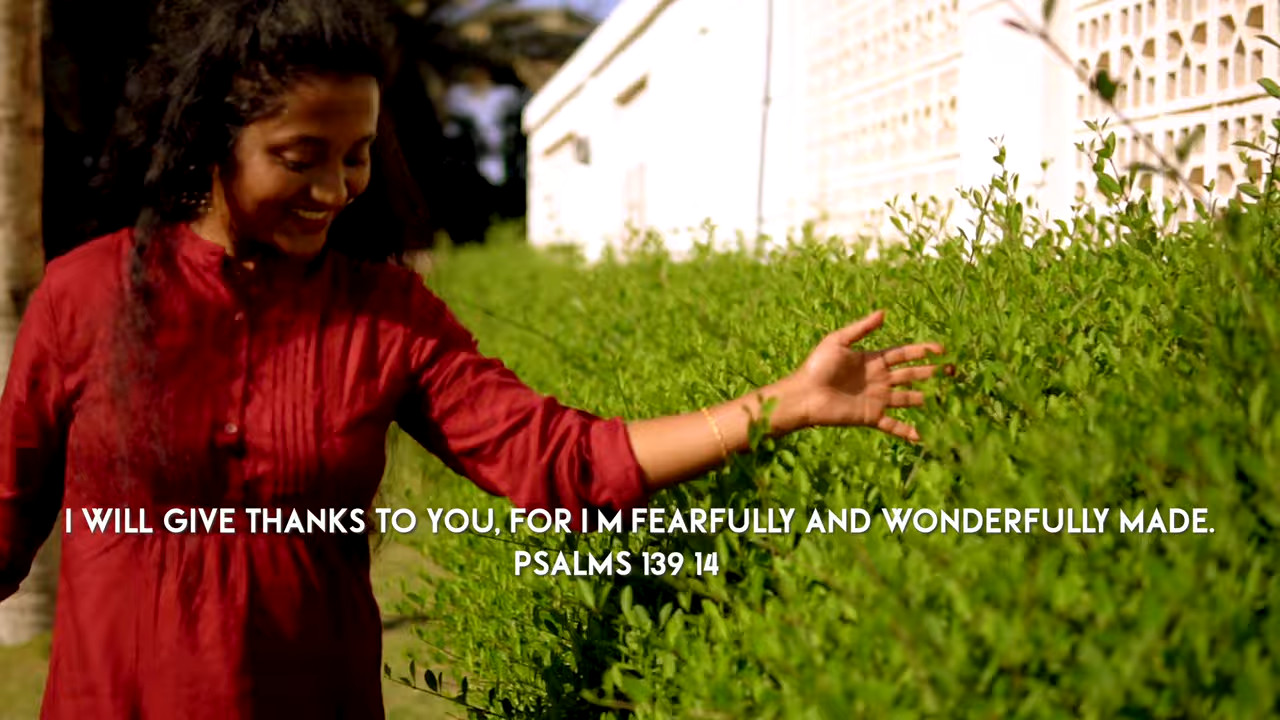 I WILL GIVE THANKS TO YOU, FOR I M FEARFULLY AND WONDERFULLY MADE.
PSALMS 139 14